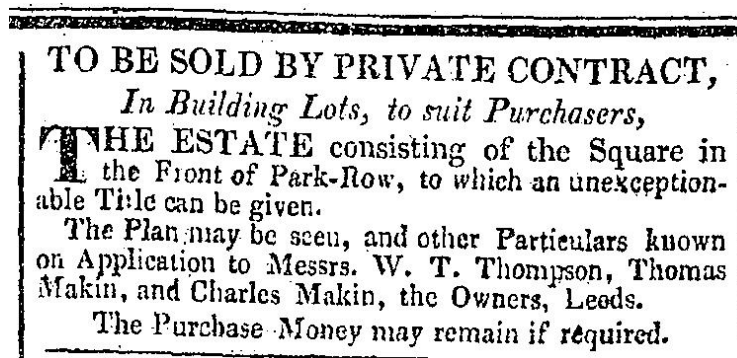 TO BE SOLD BY PRIVATE CONTRACT,
In Building Lots, to suit Purchasers,
THE ESTATE consisting of the Square in
the Front of Park-Row, to which an unexception-
able Title can be given.
The Plan may be seen, and other Particulars known
on Application to Messrs. W. T. Thompson, Thomas
Makin, and Charles Makin, the Owners, Leeds.
The Purchase Money may remain if required.